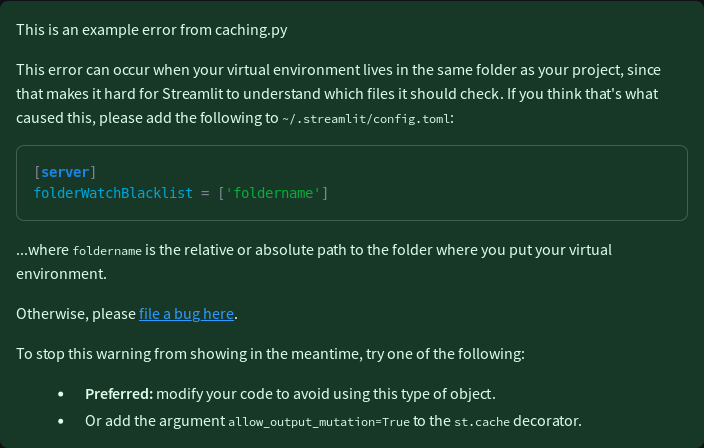 This is an example error from caching.py
This error can occur when your virtual environment lives in the same folder as your project, since
that makes it hard for Streamlit to understand which files it should check. If you think that's what
caused this, please add the following to ~/.streamlit/config.toml:
[server]
folderWatchBlacklist = ['foldername']
...where foldername is the relative or absolute path to the folder where you put your virtual
environment.
Otherwise, please file a bug here.
To stop this warning from showing in the meantime, try one of the following:
• Preferred: modify your code to avoid using this type of object.
• Or add the argument allow_output_mutation=True to the st.cache decorator.